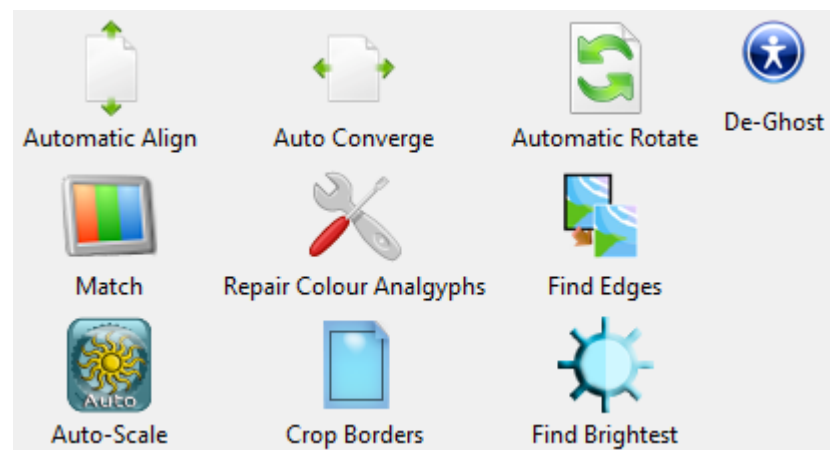 Automatic Align
Auto Converge
Automatic Rotate
De-Ghost
Match
Repair Colour Analgyphs
Find Edges
Auto
Auto-Scale
Crop Borders
Find Brightest